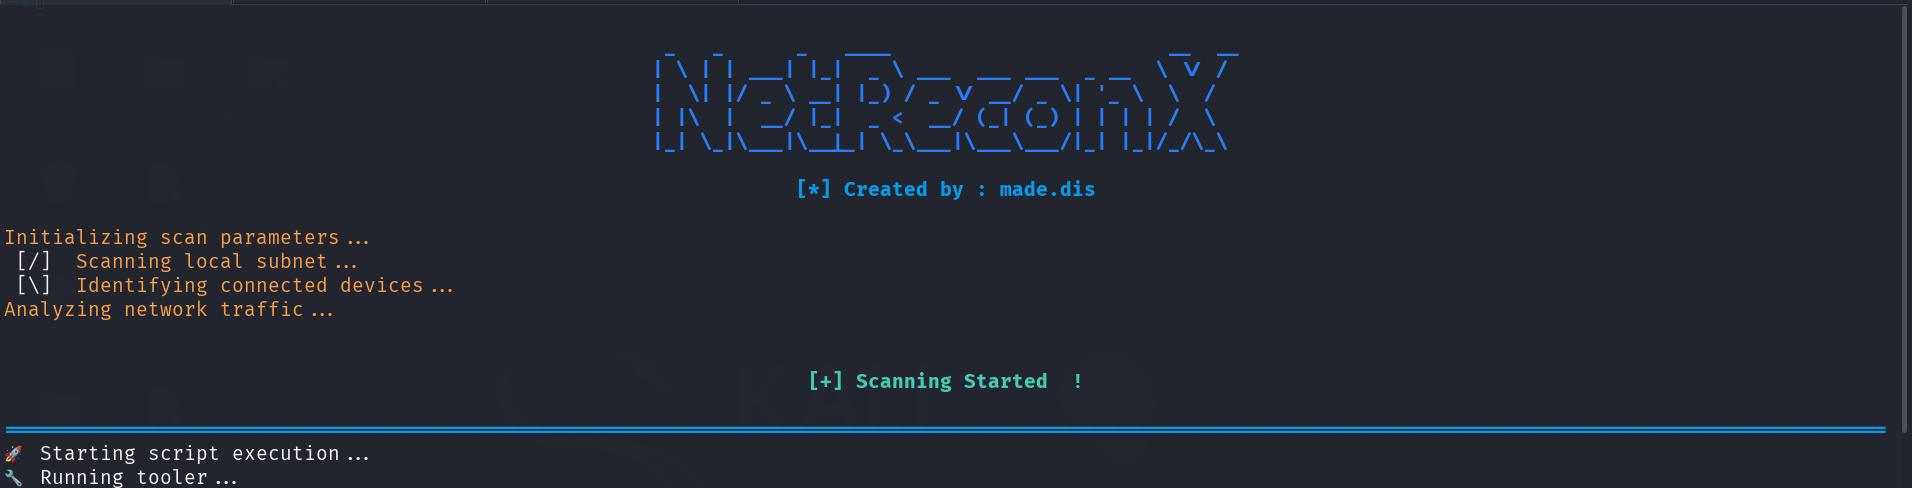 NetReconX
[*] Created by : made.dis
Initializing scan parameters...
[/] Scanning local subnet...
[\] Identifying connected devices...
Analyzing network traffic...
[+] Scanning Started !
🚀 Starting script execution...
🔧 Running tooler...